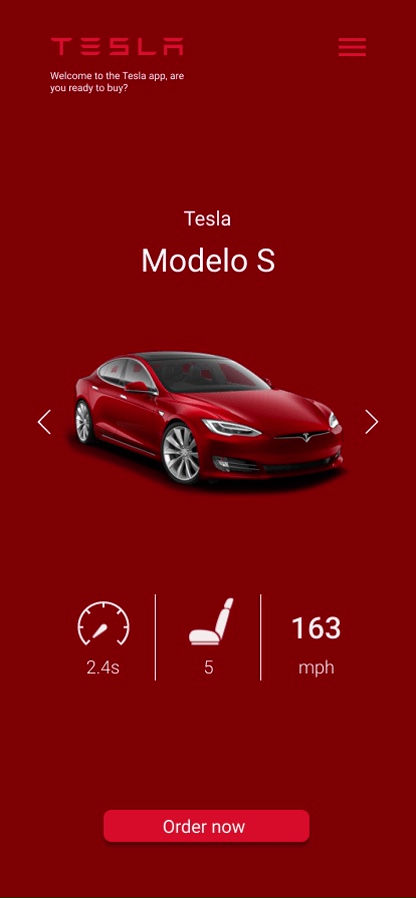 TESLA
Welcome to the Tesla app, are
you ready to buy?
Tesla
Modelo S
2.4s
5
163
mph
Order now